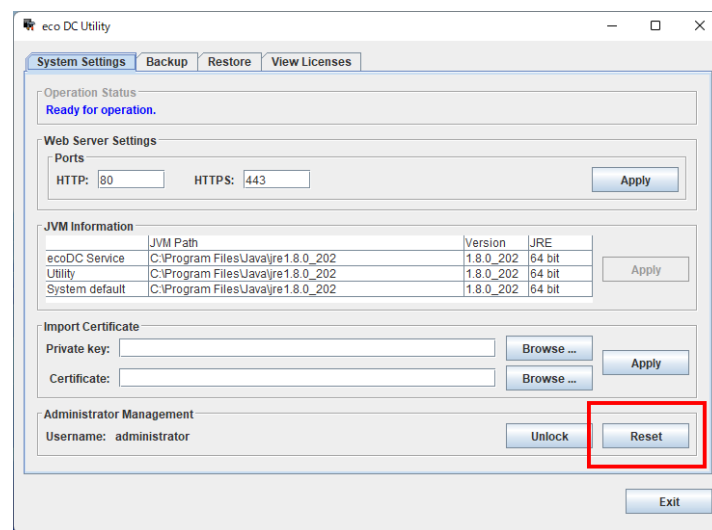 eco DC Utility
System Settings Backup Restore View Licenses
Operation Status
Ready for operation.
Web Server Settings
Ports
HTTP: 80 HTTPS: 443 Apply
JVM Information
JVM Path Version JRE
ecoDC Service C:\Program Files\Java\jre1.8.0_202 1.8.0_202 64 bit
Utility C:\Program Files\Java\jre1.8.0_202 1.8.0_202 64 bit
System default C:\Program Files\Java\jre1.8.0_202 1.8.0_202 64 bit
Apply
Import Certificate
Private key: Browse ...
Apply
Certificate: Browse ...
Administrator Management
Username: administrator Unlock Reset
Exit